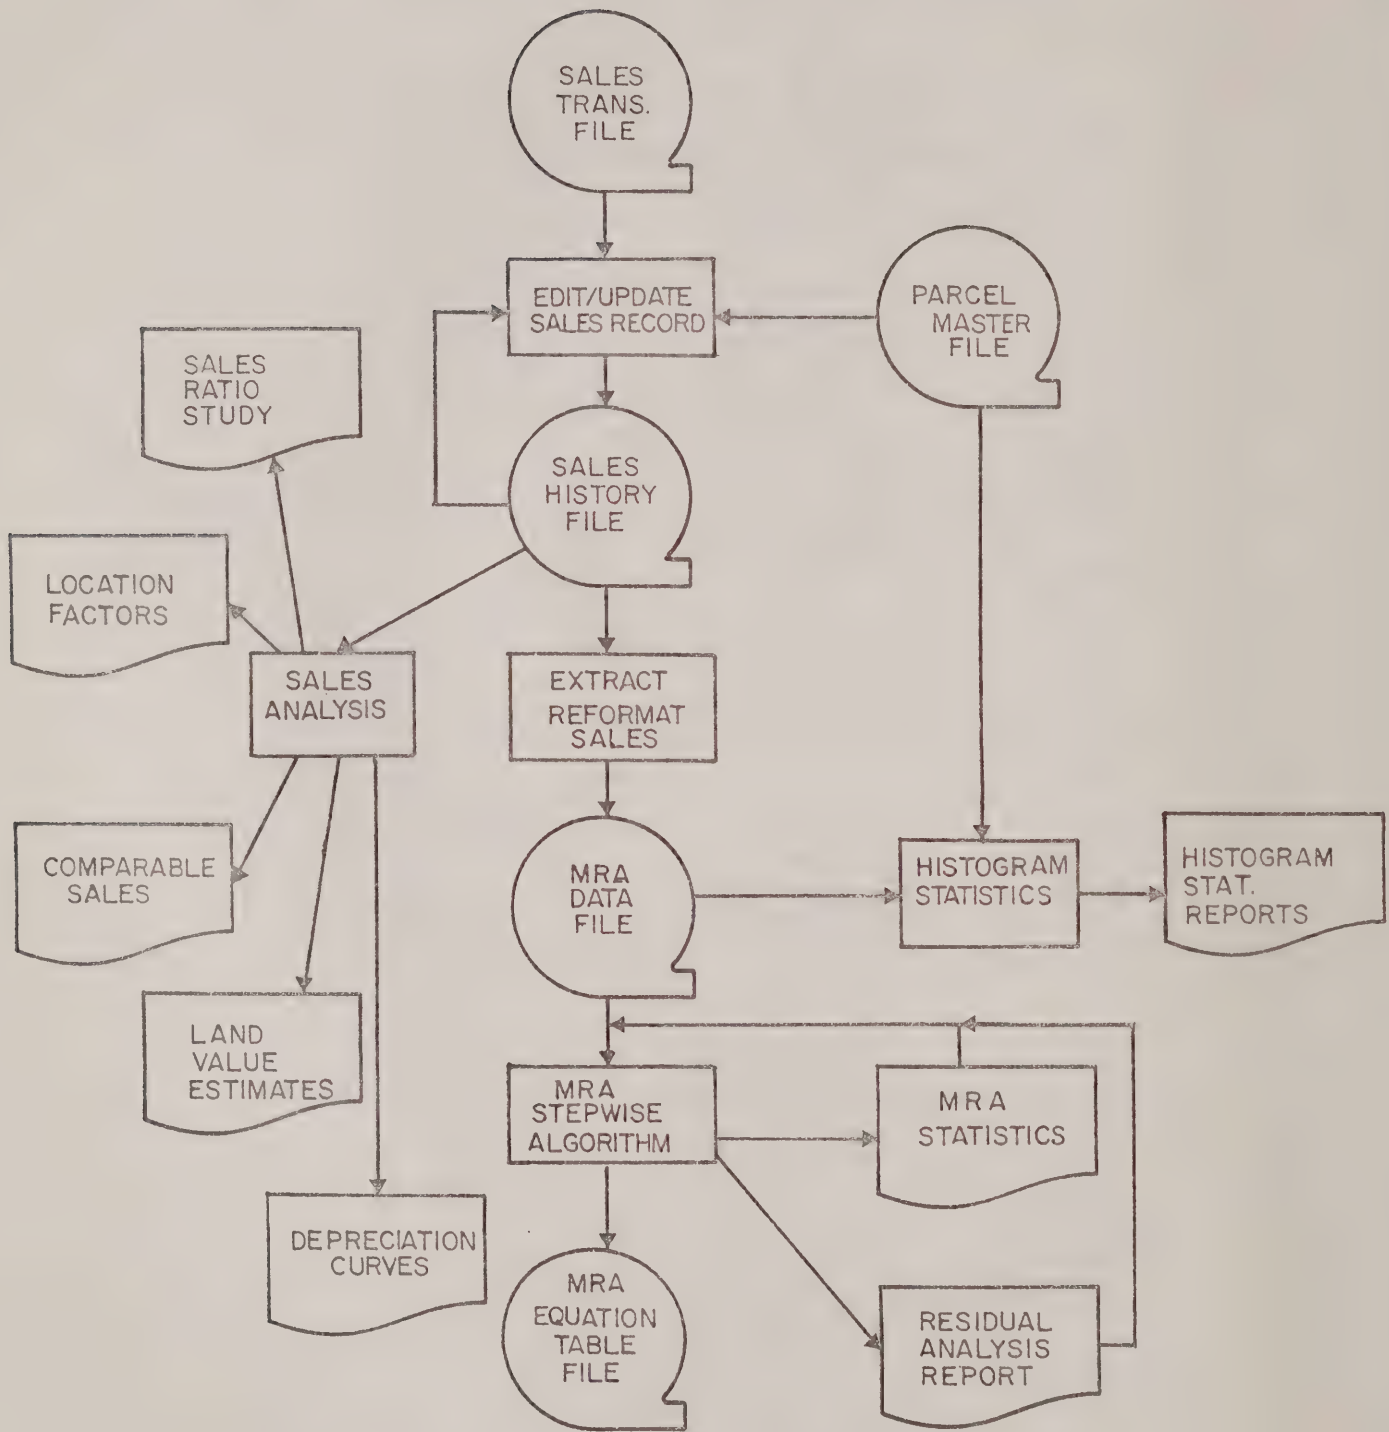 SALES
TRANS.
FILE
EDIT/UPDATE
SALES RECORD
PARCEL
MASTER
FILE
SALES
RATIO
STUDY
SALES
HISTORY
FILE
LOCATION
FACTORS
SALES
ANALYSIS
EXTRACT
REFORMAT
SALES
COMPARABLE
SALES
MRA
DATA
FILE
HISTOGRAM
STATISTICS
HISTOGRAM
STAT.
REPORTS
LAND
VALUE
ESTIMATES
MRA
STEPWISE
ALGORITHM
MRA
STATISTICS
DEPRECIATION
CURVES
MRA
EQUATION
TABLE
FILE
RESIDUAL
ANALYSIS
REPORT